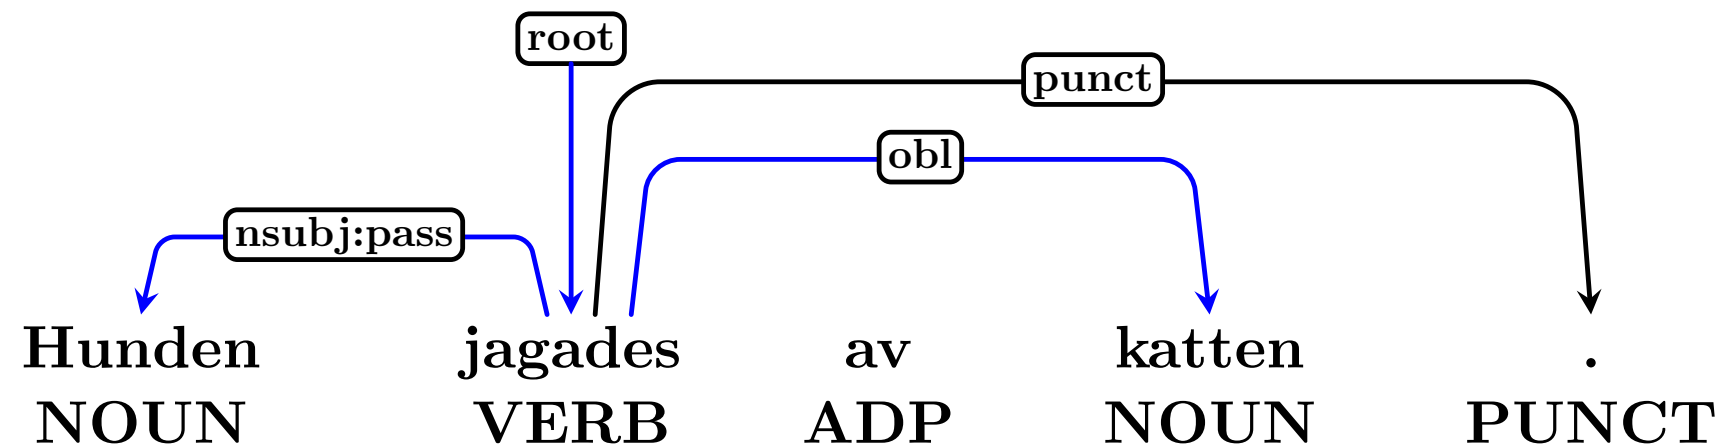 root
punct
obl
nsubj:pass
Hunden jagades av katten .
NOUN VERB ADP NOUN PUNCT